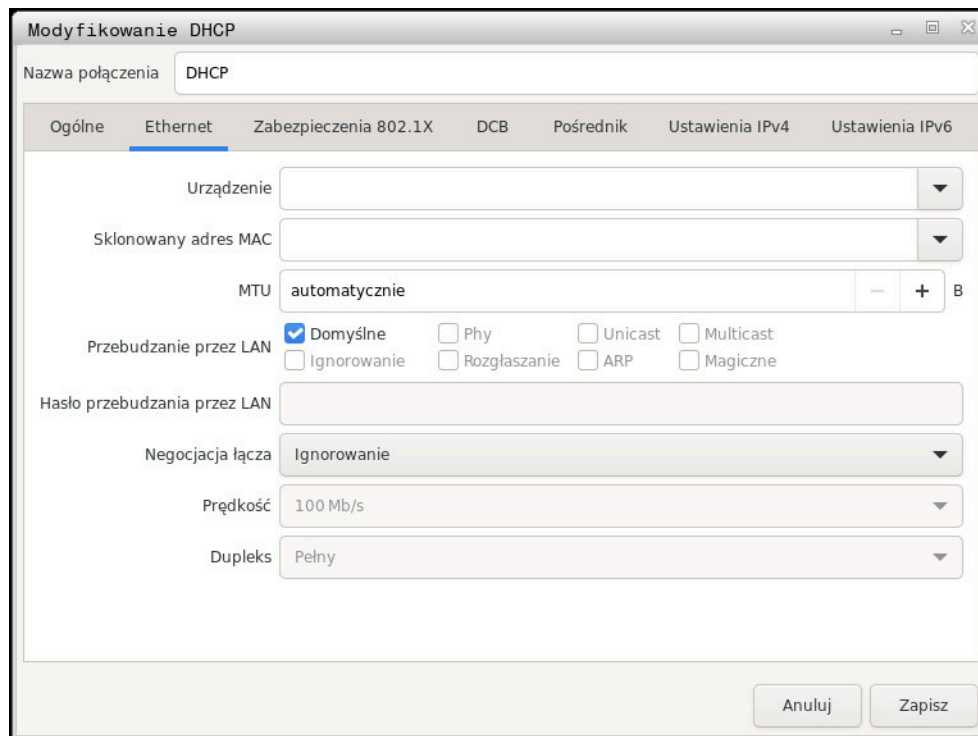 Modyfikowanie DHCP
Nazwa połączenia DHCP
Ogólne Ethernet Zabezpieczenia 802.1X DCB Pośrednik Ustawienia IPv4 Ustawienia IPv6
Urządzenie
Sklonowany adres MAC
MTU automatycznie − + B
Przebudzanie przez LAN
Domyślne Phy Unicast Multicast
Ignorowanie Rozgłaszanie ARP Magiczne
Hasło przebudzania przez LAN
Negocjacja łącza Ignorowanie
Prędkość 100 Mb/s
Dupleks Pełny
Anuluj Zapisz